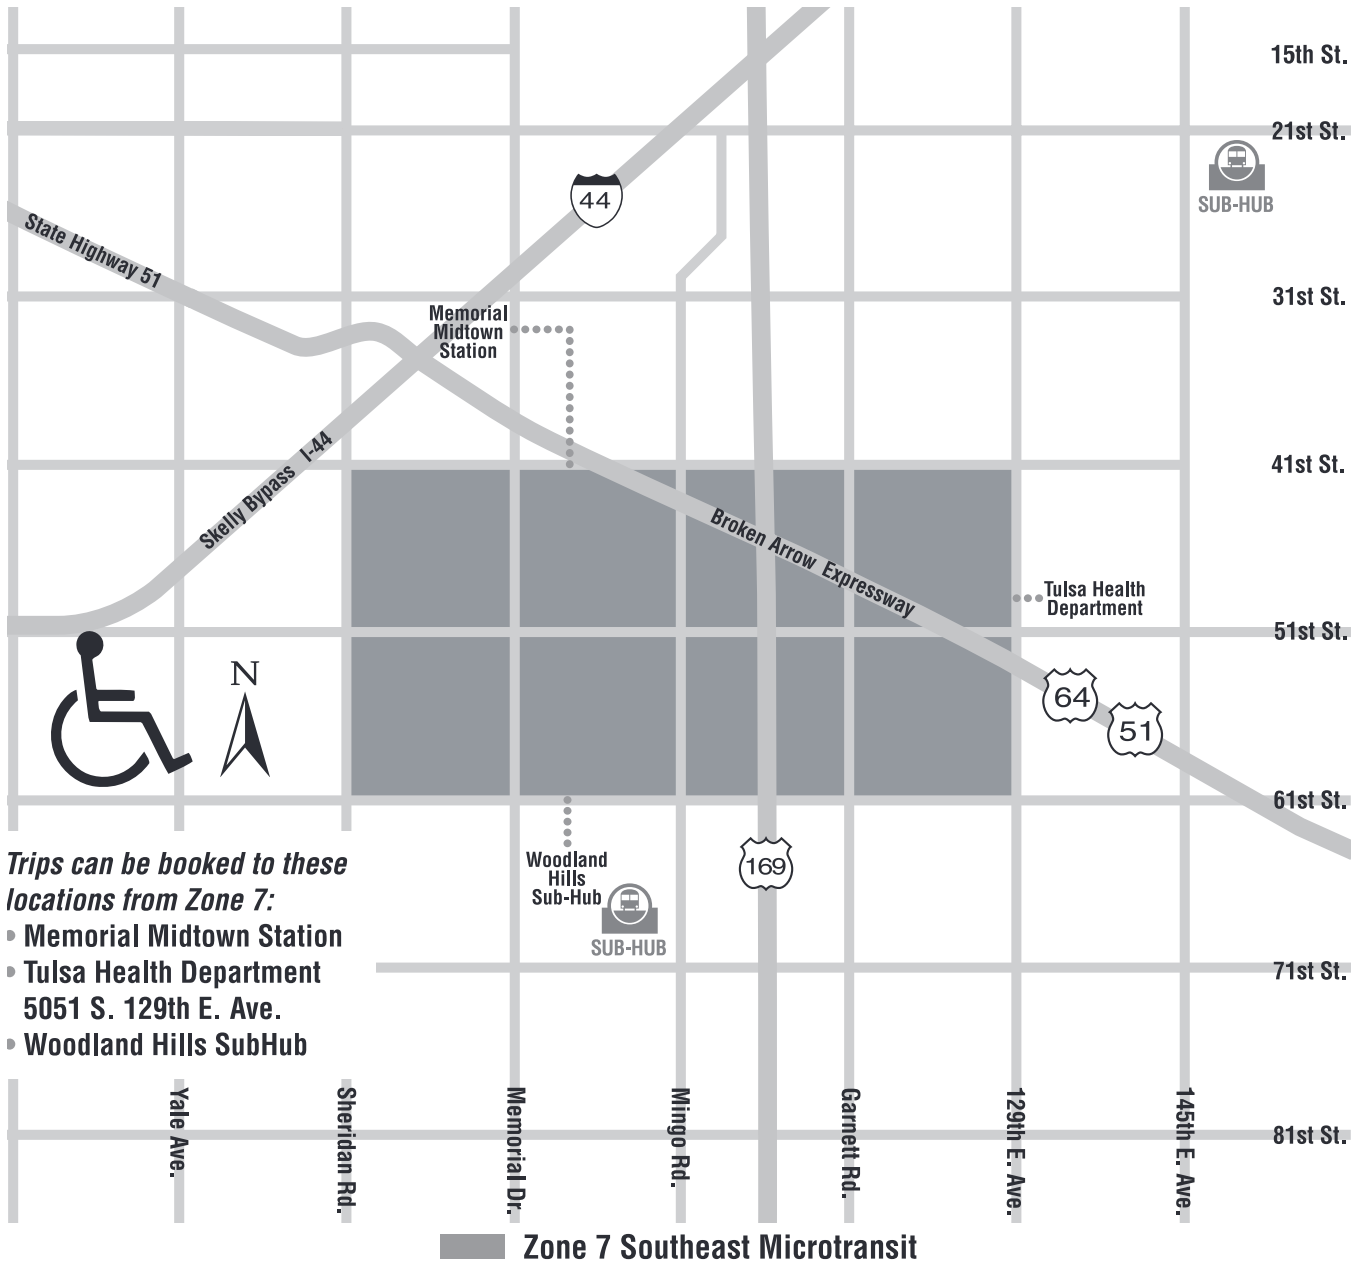 15th St.
21st St.
SUB-HUB
44
State Highway 51
31st St.
Memorial
Midtown
Station
Skelly Bypass I-44
41st St.
Broken Arrow Expressway
Tulsa Health
Department
51st St.
N
64
51
61st St.
Woodland
Hills
Sub-Hub
SUB-HUB
169
Trips can be booked to these
locations from Zone 7:
• Memorial Midtown Station
• Tulsa Health Department
5051 S. 129th E. Ave.
• Woodland Hills SubHub
71st St.
Yale Ave.
Sheridan Rd.
Memorial Dr.
Mingo Rd.
Garnett Rd.
129th E. Ave.
145th E. Ave.
81st St.
Zone 7 Southeast Microtransit